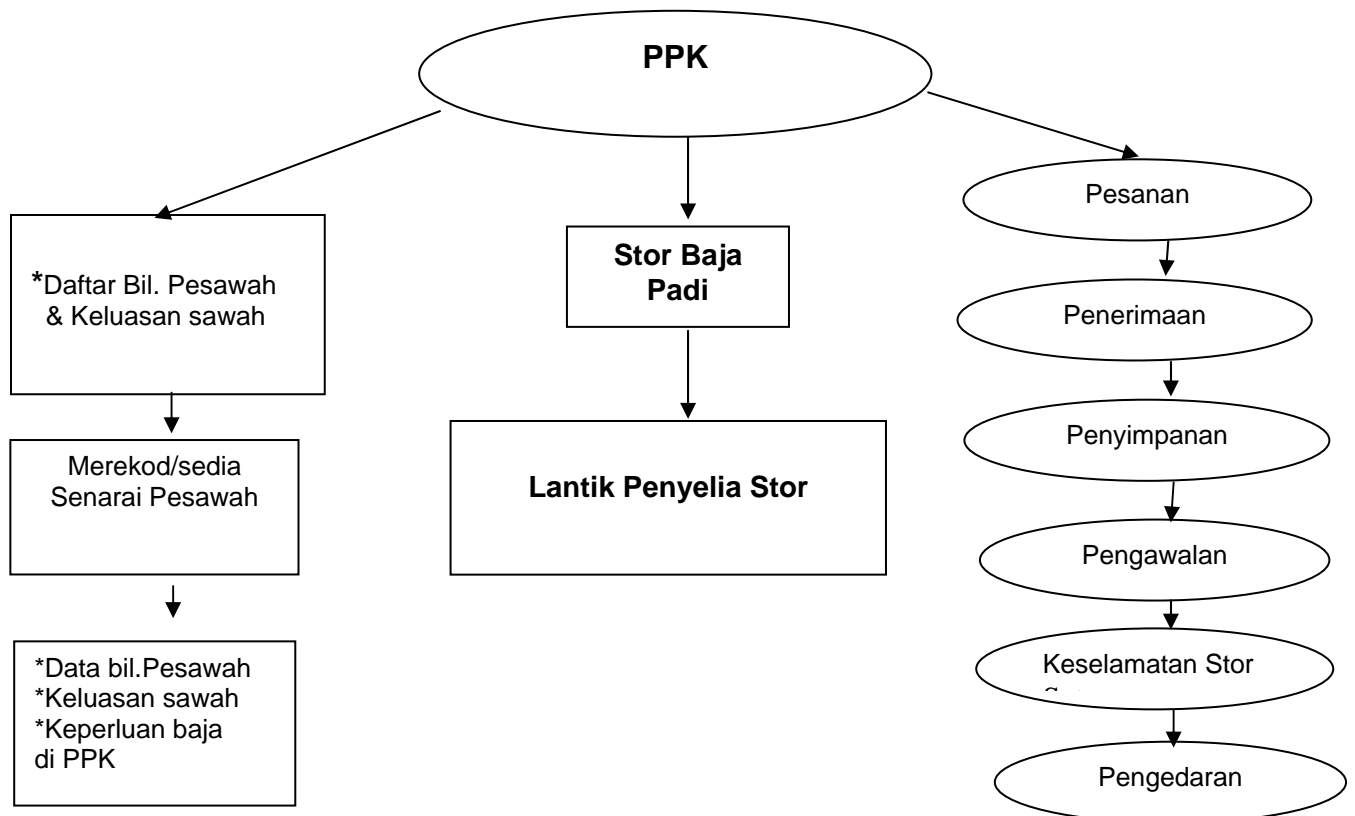 PPK
*Daftar Bil. Pesawah
& Keluasan sawah
Merekod/sedia
Senarai Pesawah
*Data bil.Pesawah
*Keluasan sawah
*Keperluan baja
di PPK
Stor Baja
Padi
Lantik Penyelia Stor
Pesanan
Penerimaan
Penyimpanan
Pengawalan
Keselamatan Stor
Pengedaran